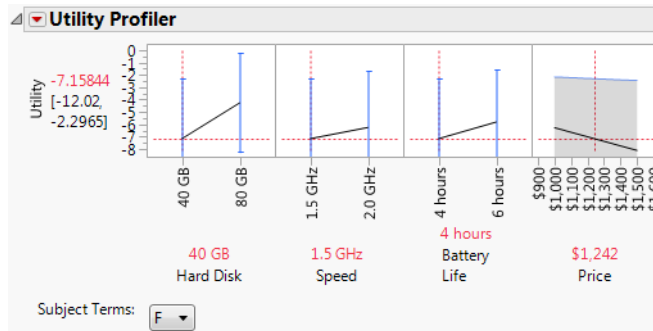 Utility Profiler
Utility
-7.15844
[-12.02,
-2.2965]
0
-1
-2
-3
-4
-5
-6
-7
-8
40 GB
80 GB
1.5 GHz
2.0 GHz
4 hours
6 hours
$900
$1,000
$1,100
$1,200
$1,300
$1,400
$1,500
40 GB
Hard Disk
1.5 GHz
Speed
4 hours
Battery
Life
$1,242
Price
Subject Terms:
F